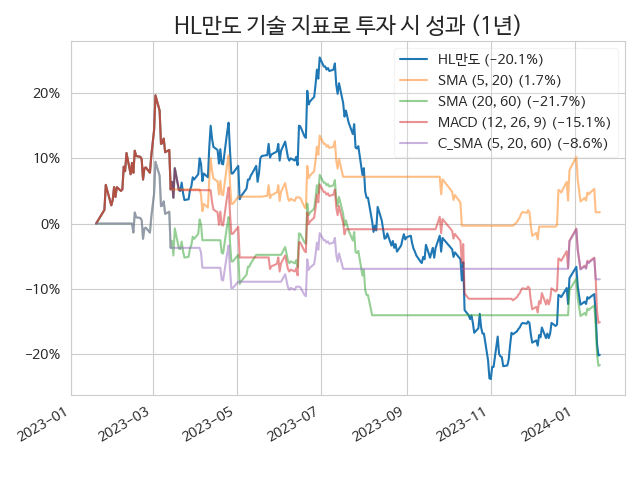 HL만도 기술 지표로 투자 시 성과 (1년)
HL만도 (−20.1%)
SMA (5, 20) (1.7%)
SMA (20, 60) (−21.7%)
MACD (12, 26, 9) (−15.1%)
C_SMA (5, 20, 60) (−8.6%)
20%
10%
0%
−10%
−20%
2023−01
2023−03
2023−05
2023−07
2023−09
2023−11
2024−01